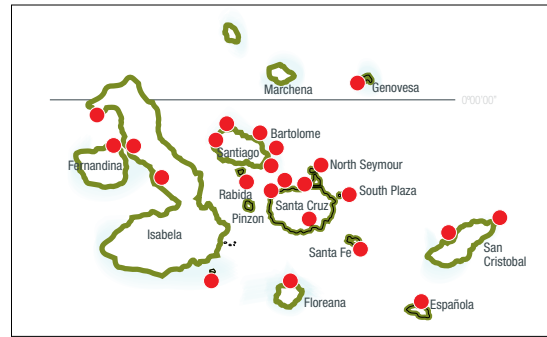 Marchena
Genovesa
0°00'00"
Bartolome
Santiago
North Seymour
Fernandina
Rabida
South Plaza
Santa Cruz
Pinzon
Isabela
Santa Fe
San
Cristobal
Floreana
Española